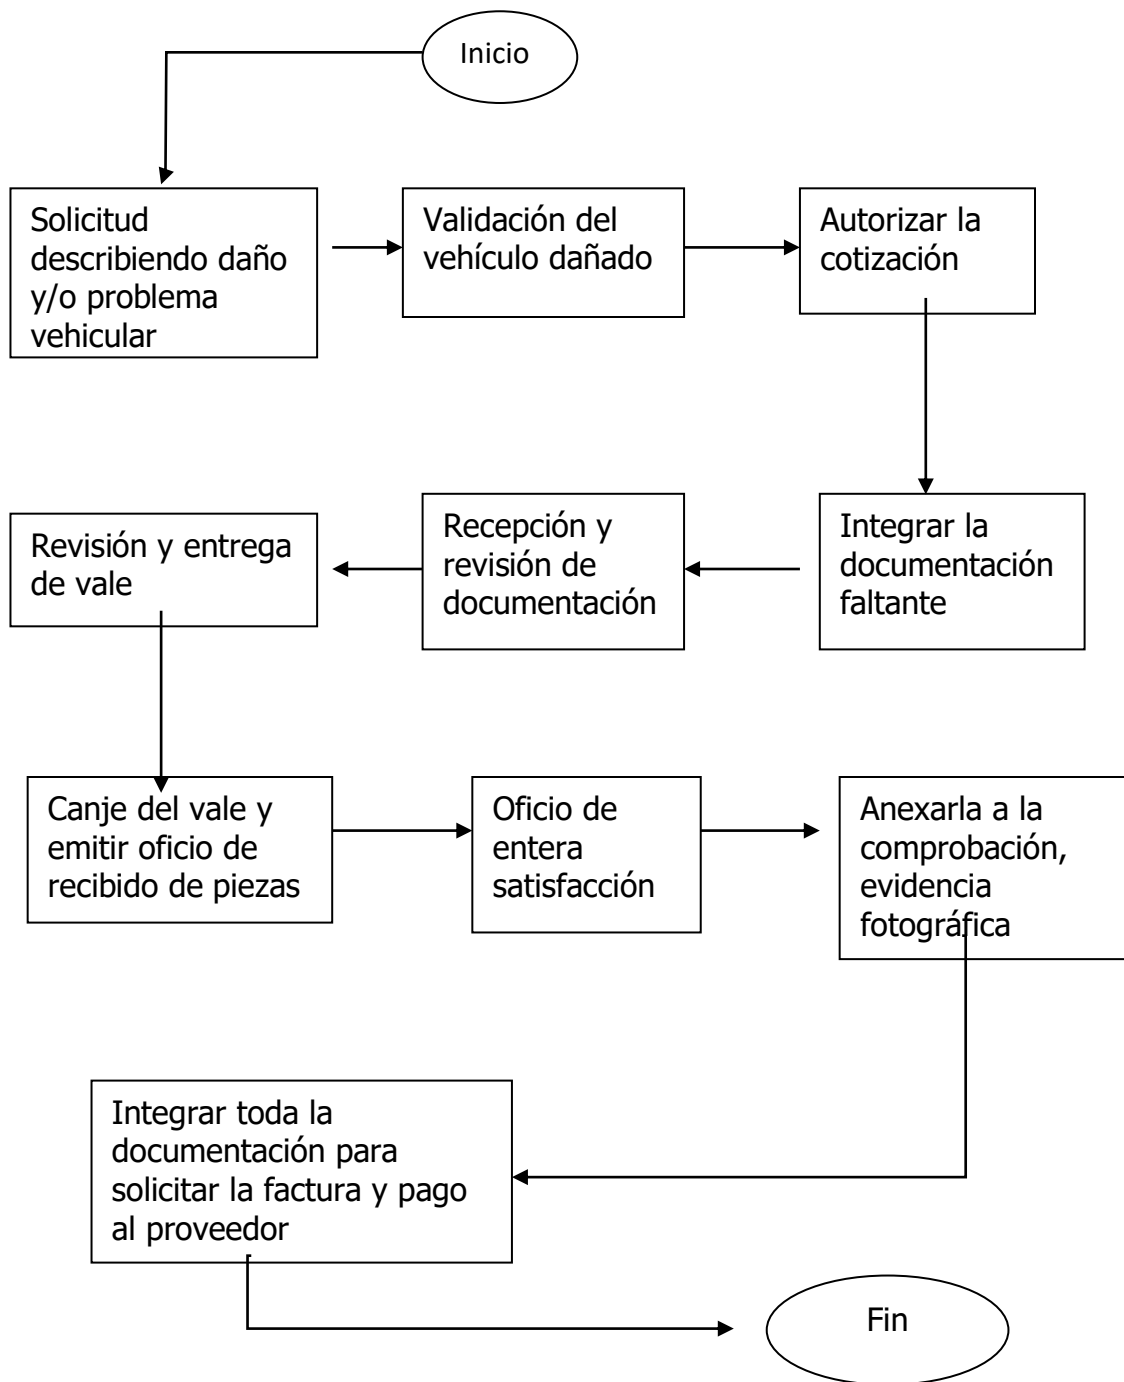 Inicio
Solicitud
describiendo daño
y/o problema
vehicular
Validación del
vehículo dañado
Autorizar la
cotización
Integrar la
documentación
faltante
Recepción y
revisión de
documentación
Revisión y entrega
de vale
Canje del vale y
emitir oficio de
recibido de piezas
Oficio de
entera
satisfacción
Anexarla a la
comprobación,
evidencia
fotográfica
Integrar toda la
documentación para
solicitar la factura y pago
al proveedor
Fin